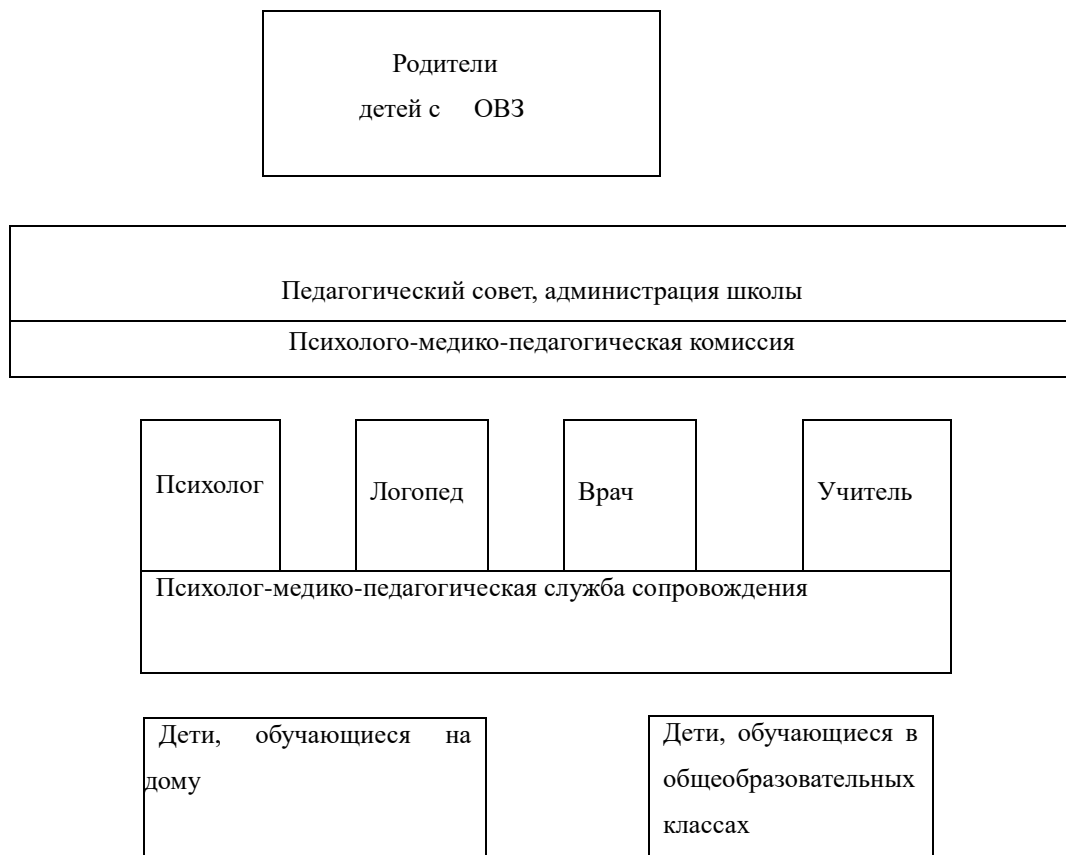 Родители
детей с ОВЗ
Педагогический совет, администрация школы
Психолого-медико-педагогическая комиссия
Психолог
Логопед
Врач
Учитель
Психолог-медико-педагогическая служба сопровождения
Дети, обучающиеся на
дому
Дети, обучающиеся в
общеобразовательных
классах